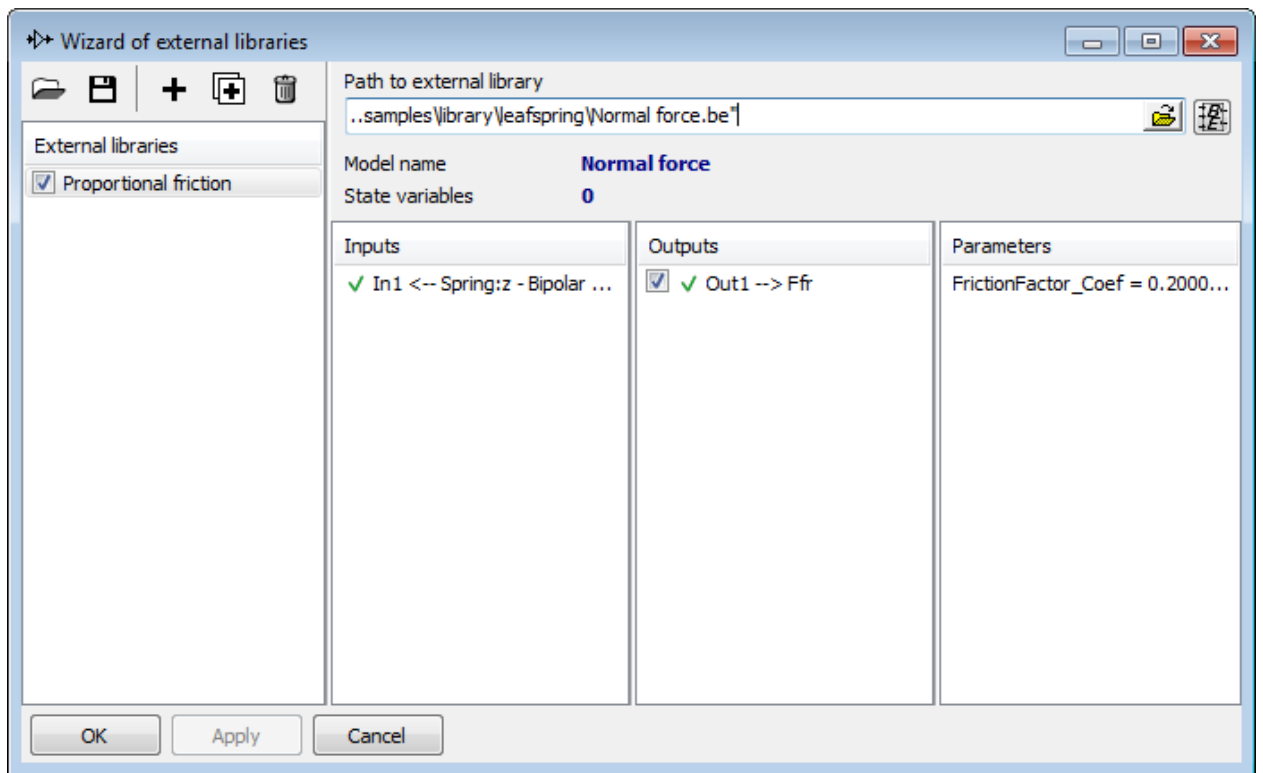 Wizard of external libraries
Path to external library
..samples\library\leafspring\Normal force.be"
External libraries
Proportional friction
Model name Normal force
State variables 0
Inputs
In1 <-- Spring:z - Bipolar ...
Outputs
Out1 --> Ffr
Parameters
FrictionFactor_Coef = 0.2000...
OK Apply Cancel